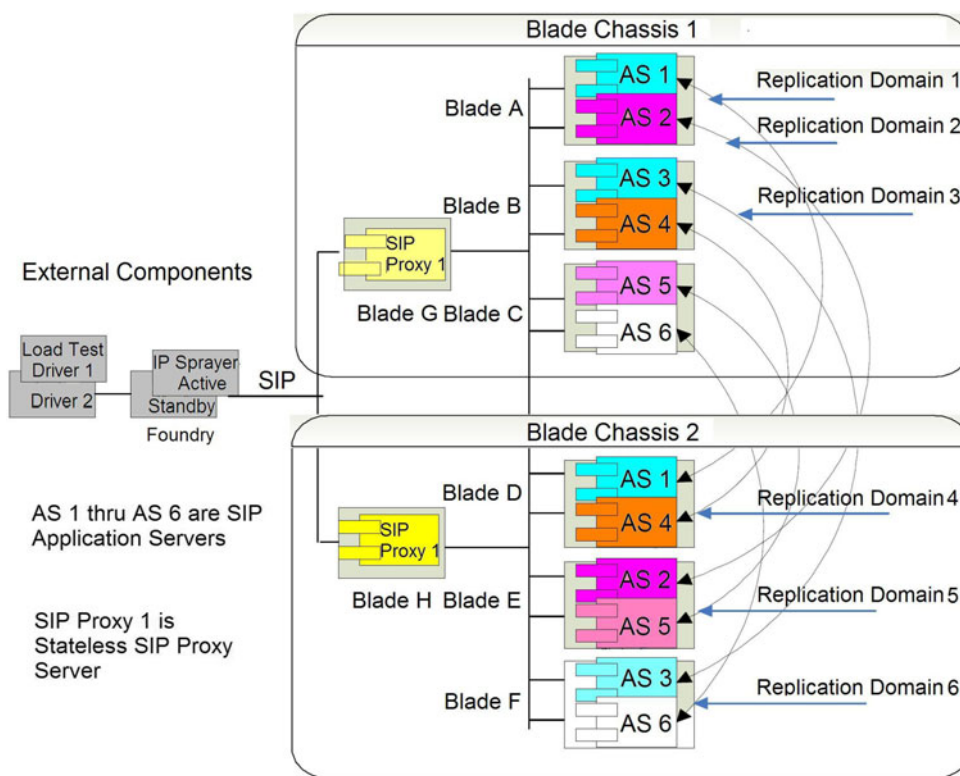 Blade Chassis 1
AS 1
Replication Domain 1
Blade A
AS 2
Replication Domain 2
AS 3
Replication Domain 3
Blade B
AS 4
SIP
Proxy 1
External Components
AS 5
Blade G
Blade C
AS 6
Load Test
Driver 1
IP Sprayer
Active
SIP
Driver 2
Standby
Foundry
Blade Chassis 2
AS 1
Blade D
Replication Domain 4
AS 4
AS 1 thru AS 6 are SIP
Application Servers
SIP
Proxy 1
AS 2
Blade H
Blade E
Replication Domain 5
AS 5
SIP Proxy 1 is
Stateless SIP Proxy
Server
AS 3
Replication Domain 6
Blade F
AS 6